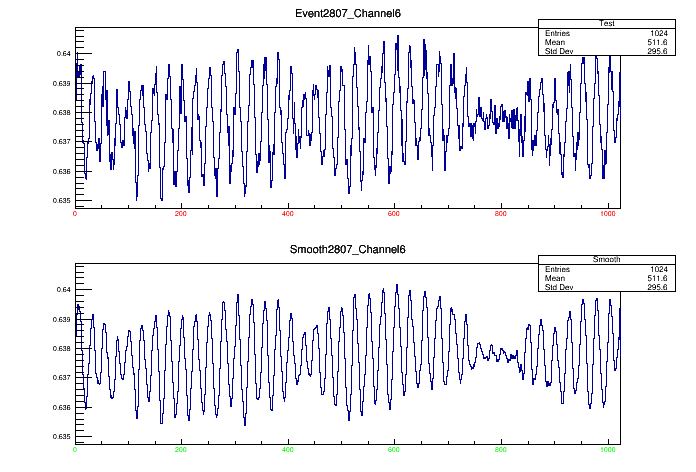 Event2807_Channel6
Test
Entries 1024
Mean 511.6
Std Dev 295.6
0.64
0.639
0.638
0.637
0.636
0.635
0 200 400 600 800 1000
Smooth2807_Channel6
Smooth
Entries 1024
Mean 511.6
Std Dev 295.6
0.64
0.639
0.638
0.637
0.636
0.635
0 200 400 600 800 1000